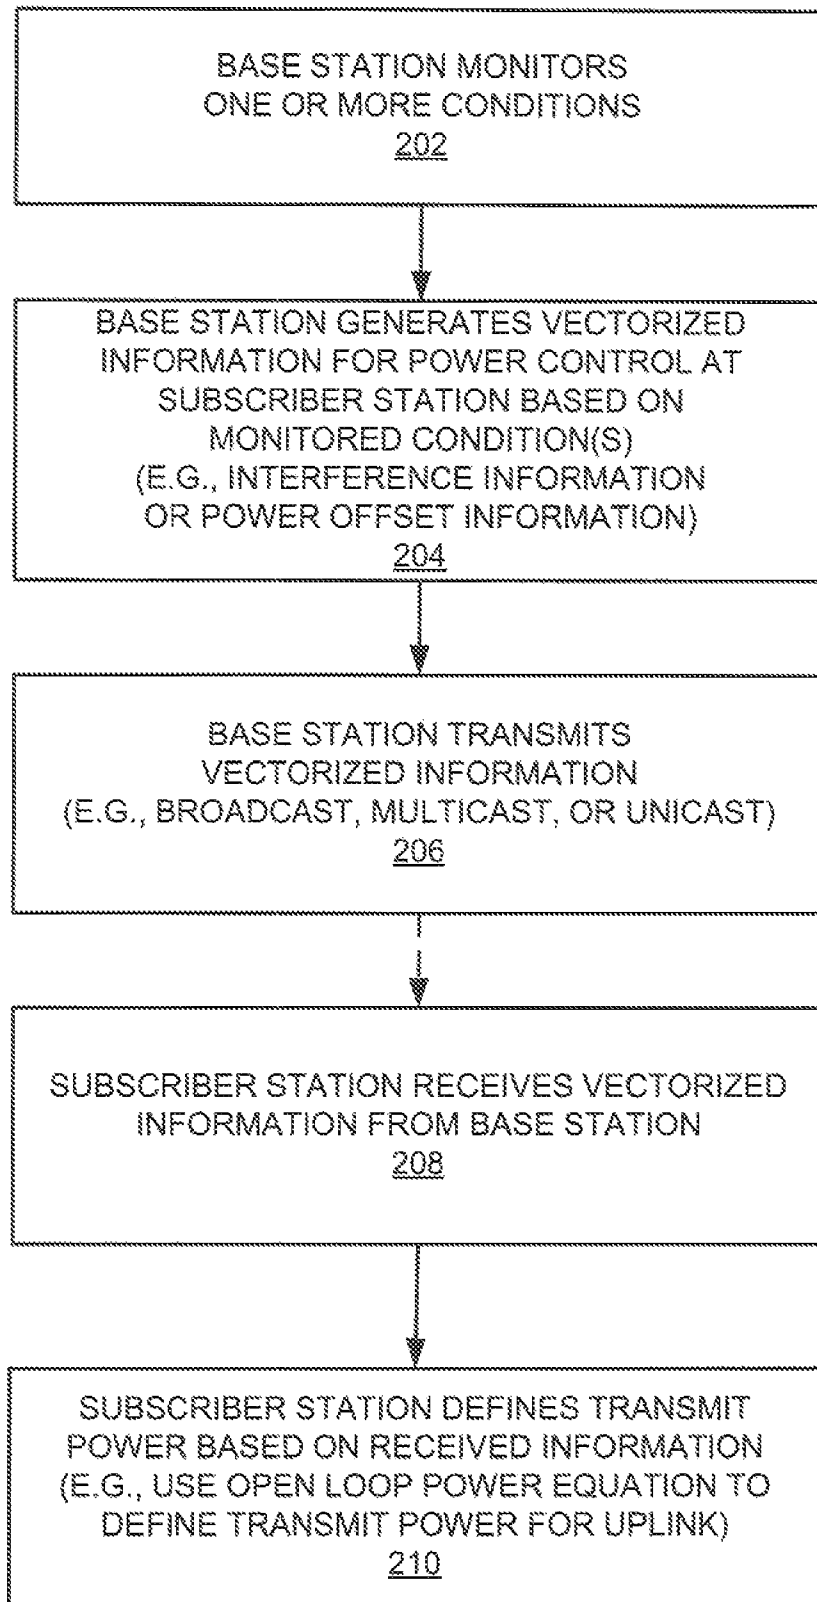 BASE STATION MONITORS
ONE OR MORE CONDITIONS
202
BASE STATION GENERATES VECTORIZED
INFORMATION FOR POWER CONTROL AT
SUBSCRIBER STATION BASED ON
MONITORED CONDITION(S)
(E.G., INTERFERENCE INFORMATION
OR POWER OFFSET INFORMATION)
204
BASE STATION TRANSMITS
VECTORIZED INFORMATION
(E.G., BROADCAST, MULTICAST, OR UNICAST)
206
SUBSCRIBER STATION RECEIVES VECTORIZED
INFORMATION FROM BASE STATION
208
SUBSCRIBER STATION DEFINES TRANSMIT
POWER BASED ON RECEIVED INFORMATION
(E.G., USE OPEN LOOP POWER EQUATION TO
DEFINE TRANSMIT POWER FOR UPLINK)
210